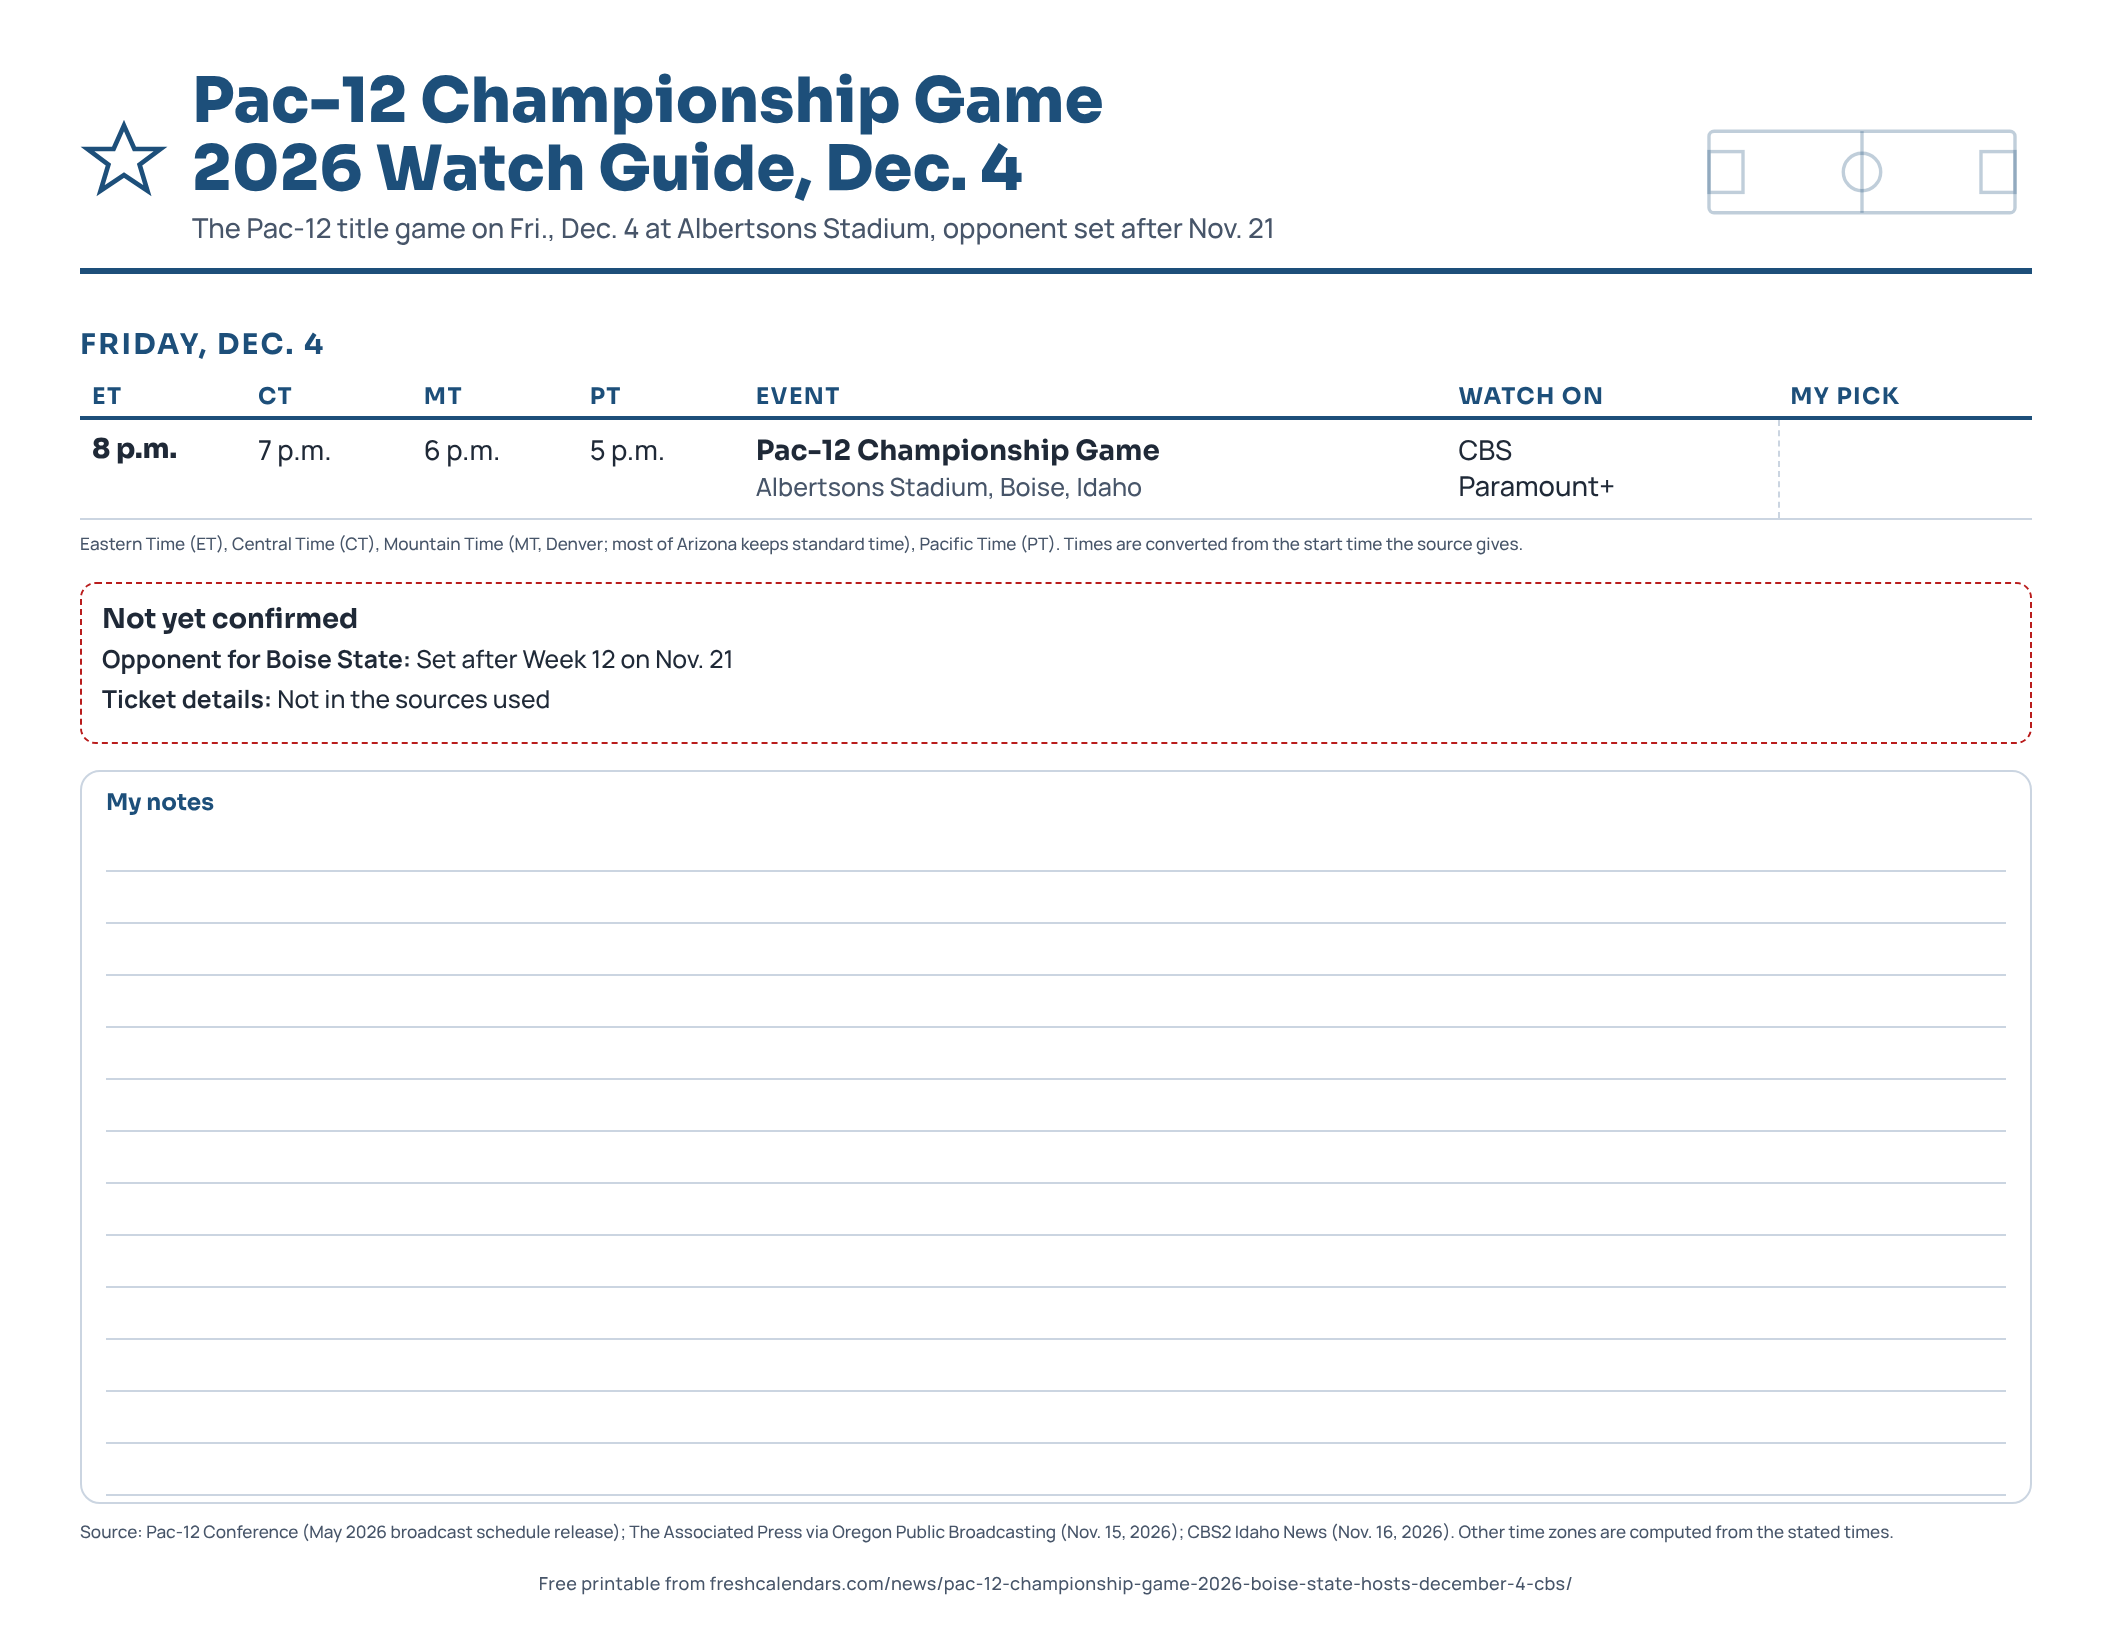 Pac-12 Championship Game
2026 Watch Guide, Dec. 4
The Pac-12 title game on Fri., Dec. 4 at Albertsons Stadium, opponent set after Nov. 21
FRIDAY, DEC. 4
ET CT MT PT EVENT WATCH ON MY PICK
8 p.m. 7 p.m. 6 p.m. 5 p.m. Pac-12 Championship Game CBS
Albertsons Stadium, Boise, Idaho Paramount+
Eastern Time (ET), Central Time (CT), Mountain Time (MT, Denver; most of Arizona keeps standard time), Pacific Time (PT). Times are converted from the start time the source gives.
Not yet confirmed
Opponent for Boise State: Set after Week 12 on Nov. 21
Ticket details: Not in the sources used
My notes
Source: Pac-12 Conference (May 2026 broadcast schedule release); The Associated Press via Oregon Public Broadcasting (Nov. 15, 2026); CBS2 Idaho News (Nov. 16, 2026). Other time zones are computed from the stated times.
Free printable from freshcalendars.com/news/pac-12-championship-game-2026-boise-state-hosts-december-4-cbs/